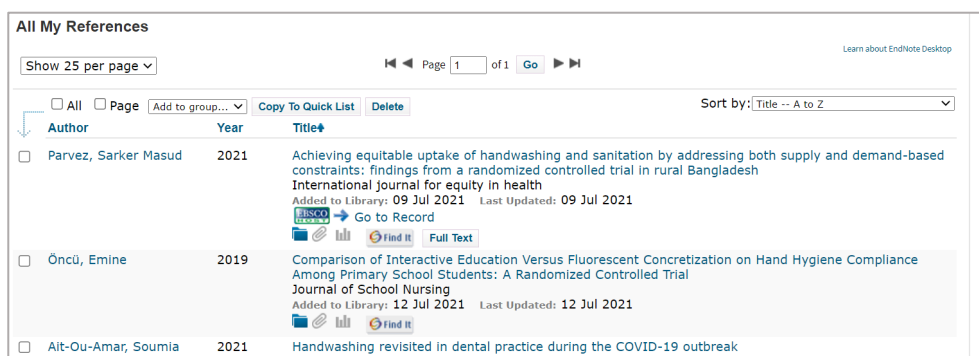 All My References
Learn about EndNote Desktop
Show 25 per page
Page 1 of 1 Go
All Page Add to group... Copy To Quick List Delete Sort by: Title -- A to Z
Author Year Title
Parvez, Sarker Masud 2021 Achieving equitable uptake of handwashing and sanitation by addressing both supply and demand-based
constraints: findings from a randomized controlled trial in rural Bangladesh
International journal for equity in health
Added to Library: 09 Jul 2021 Last Updated: 09 Jul 2021
EBSCO HOST Go to Record
Find It Full Text
Öncü, Emine 2019 Comparison of Interactive Education Versus Fluorescent Concretization on Hand Hygiene Compliance
Among Primary School Students: A Randomized Controlled Trial
Journal of School Nursing
Added to Library: 12 Jul 2021 Last Updated: 12 Jul 2021
Find It
Ait-Ou-Amar, Soumia 2021 Handwashing revisited in dental practice during the COVID-19 outbreak